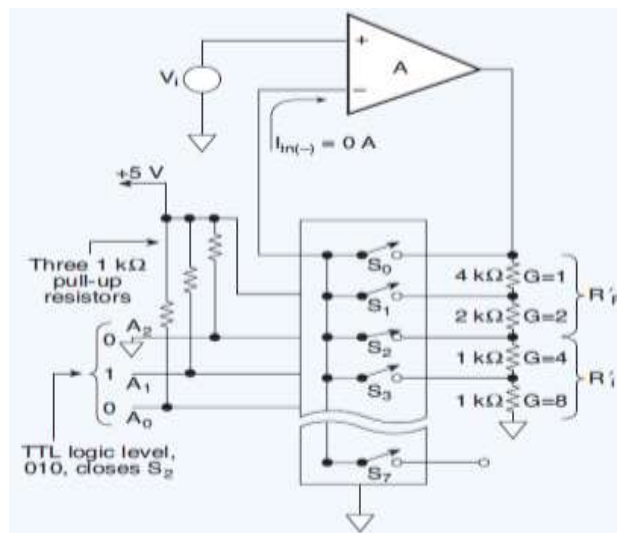 +
A
−
Vi
Iin(−) = 0 A
+5 V
Three 1 kΩ
pull-up
resistors
S0
4 kΩ G=1
S1
2 kΩ G=2
R'F
0 A2
S2
1 kΩ G=4
1 A1
S3
1 kΩ G=8
R'i
0 A0
TTL logic level,
010, closes S2
S7